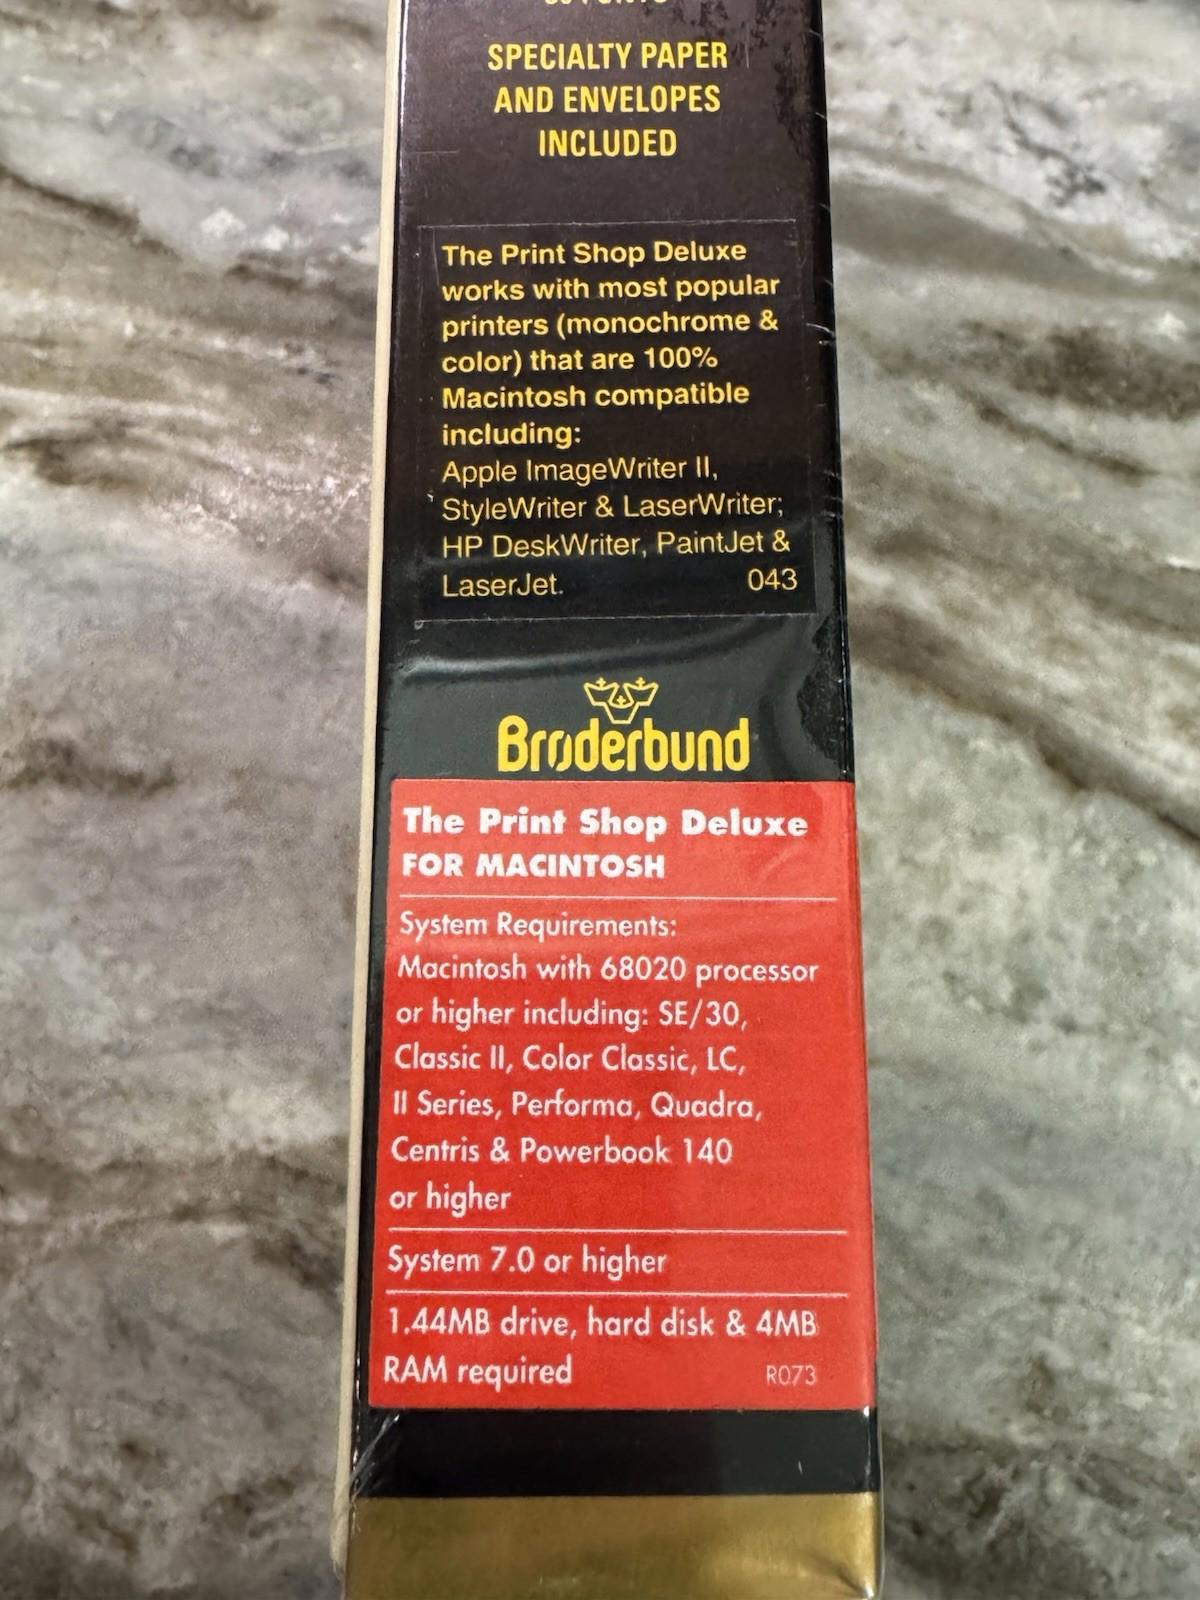 SPECIALTY PAPER
AND ENVELOPES
INCLUDED
The Print Shop Deluxe
works with most popular
printers (monochrome &
color) that are 100%
Macintosh compatible
including:
Apple ImageWriter II,
StyleWriter & LaserWriter;
HP DeskWriter, PaintJet &
LaserJet. 043
Brøderbund
The Print Shop Deluxe
FOR MACINTOSH
System Requirements:
Macintosh with 68020 processor
or higher including: SE/30,
Classic II, Color Classic, LC,
II Series, Performa, Quadra,
Centris & Powerbook 140
or higher
System 7.0 or higher
1.44MB drive, hard disk & 4MB
RAM required R073